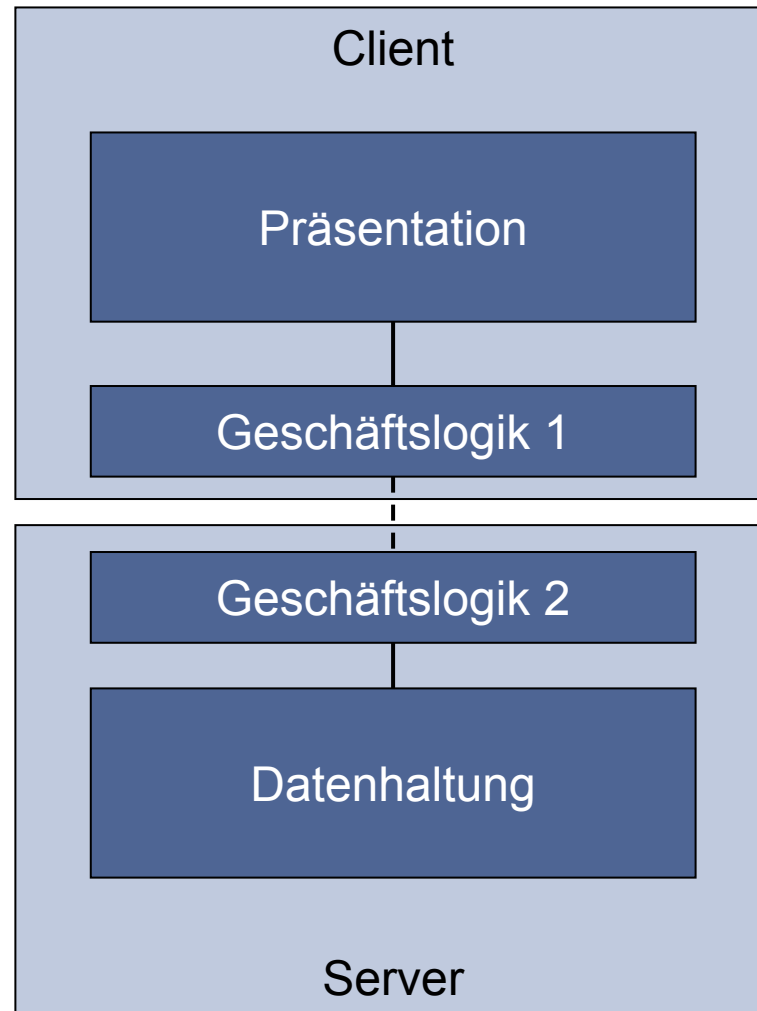 Client
Präsentation
Geschäftslogik 1
Geschäftslogik 2
Datenhaltung
Server